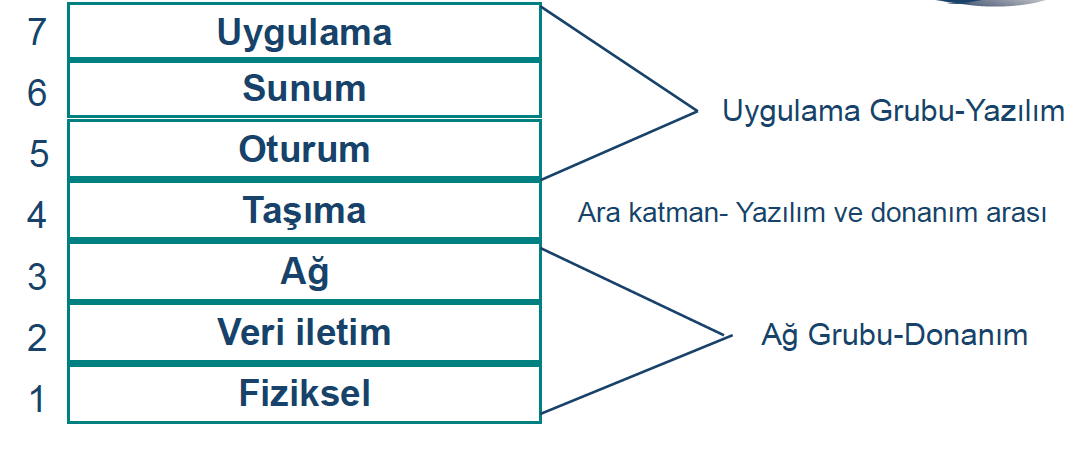 7 Uygulama
6 Sunum
Uygulama Grubu-Yazılım
5 Oturum
4 Taşıma
Ara katman- Yazılım ve donanım arası
3 Ağ
2 Veri iletim
Ağ Grubu-Donanım
1 Fiziksel